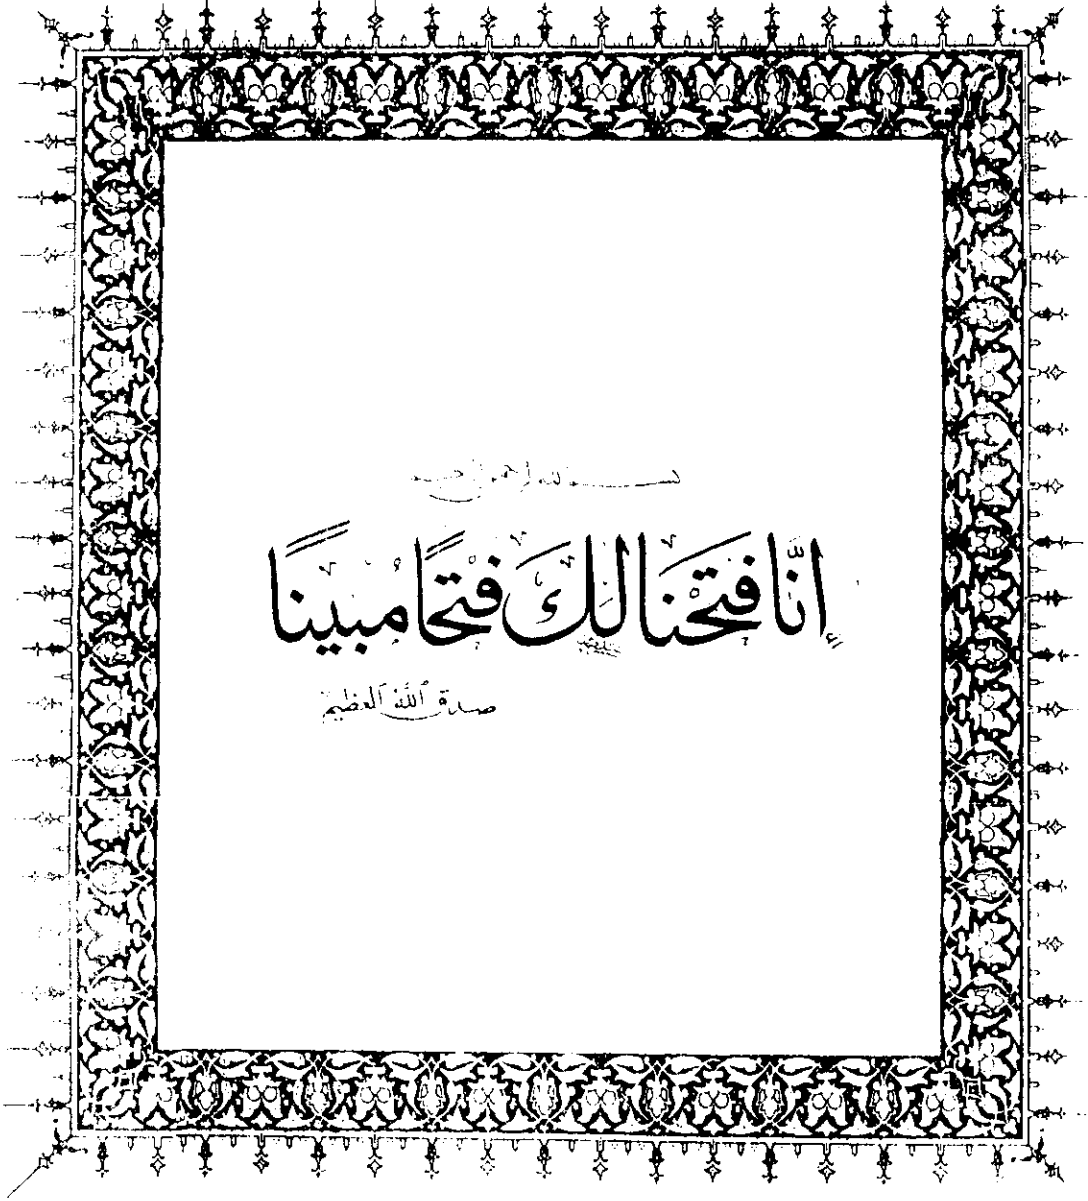 بسم الله الرحمن الرحيم
إِنَّا فَتَحْنَا لَكَ فَتْحًا مُبِينًا
صدق الله العظيم